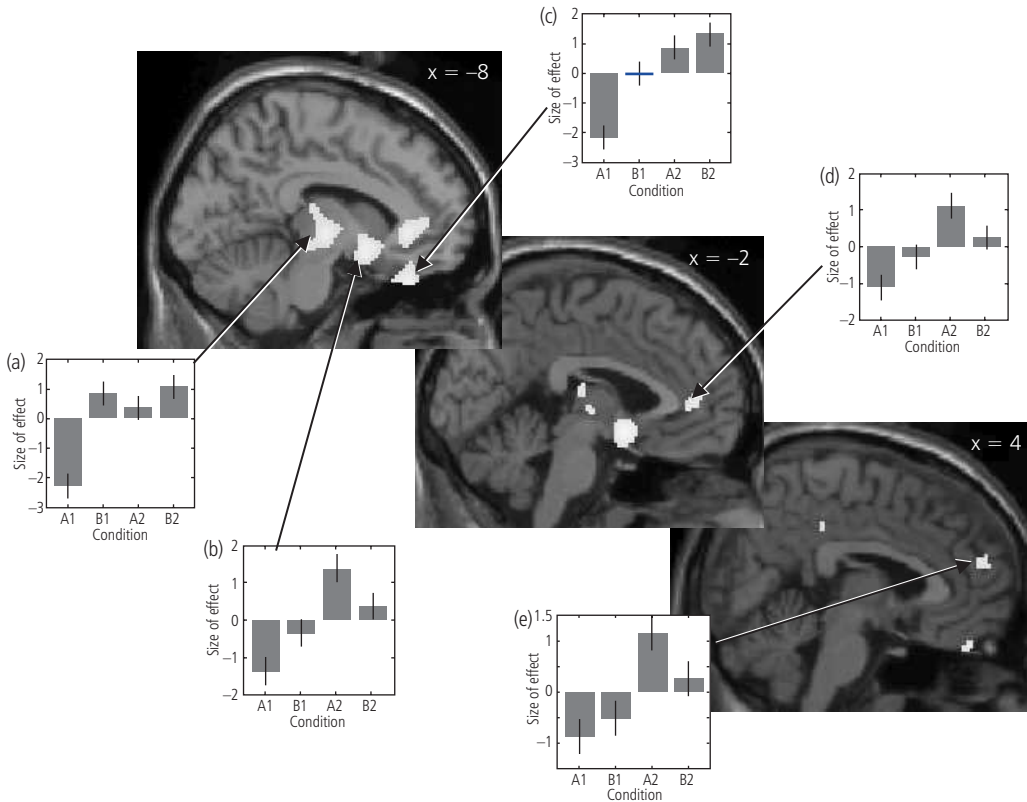 (c)
2
1
0
−1
−2
−3
Size of effect
A1 B1 A2 B2
Condition
x = −8
(d)
2
1
0
−1
−2
Size of effect
A1 B1 A2 B2
Condition
x = −2
(a)
2
1
0
−1
−2
−3
Size of effect
A1 B1 A2 B2
Condition
x = 4
(b)
2
1
0
−1
−2
Size of effect
A1 B1 A2 B2
Condition
(e)
1.5
1
0
−1
Size of effect
A1 B1 A2 B2
Condition